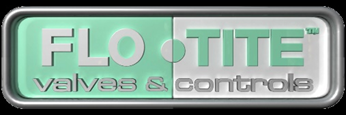 FLO•TITE™
valves & controls